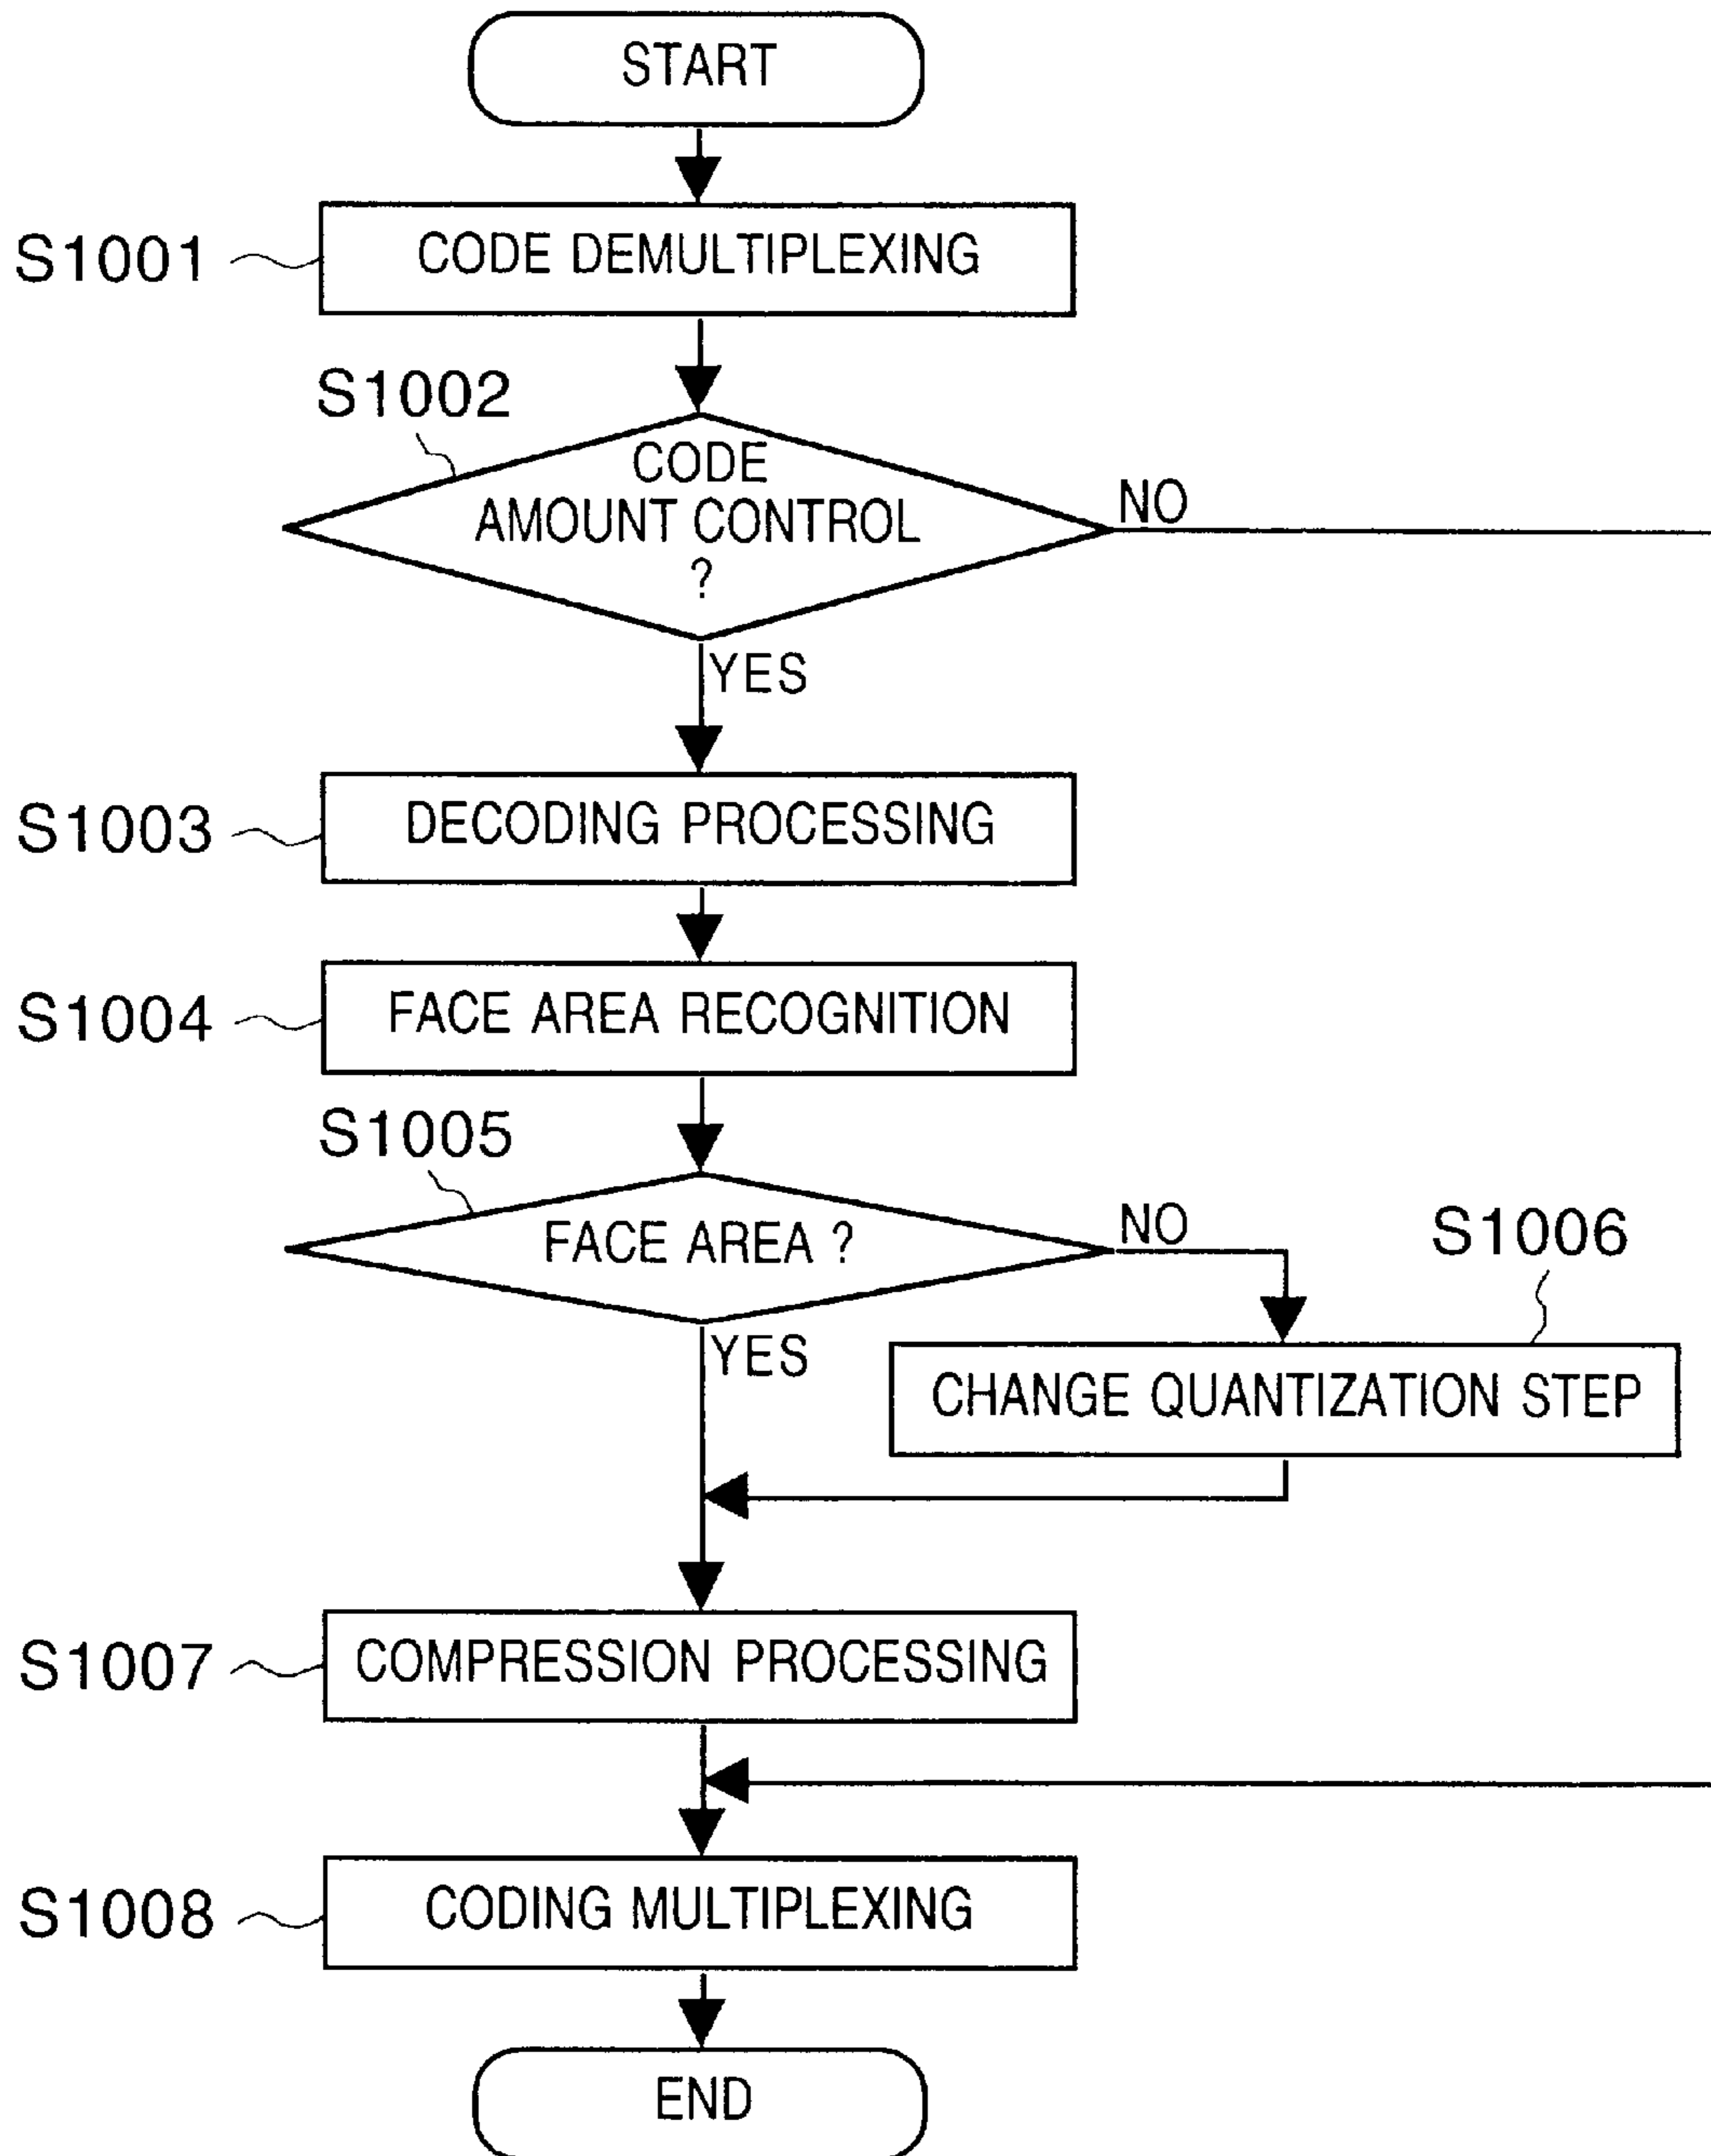 START
S1001
CODE DEMULTIPLEXING
S1002
CODE
AMOUNT CONTROL
?
NO
YES
S1003
DECODING PROCESSING
S1004
FACE AREA RECOGNITION
S1005
FACE AREA ?
NO
S1006
YES
CHANGE QUANTIZATION STEP
S1007
COMPRESSION PROCESSING
S1008
CODING MULTIPLEXING
END